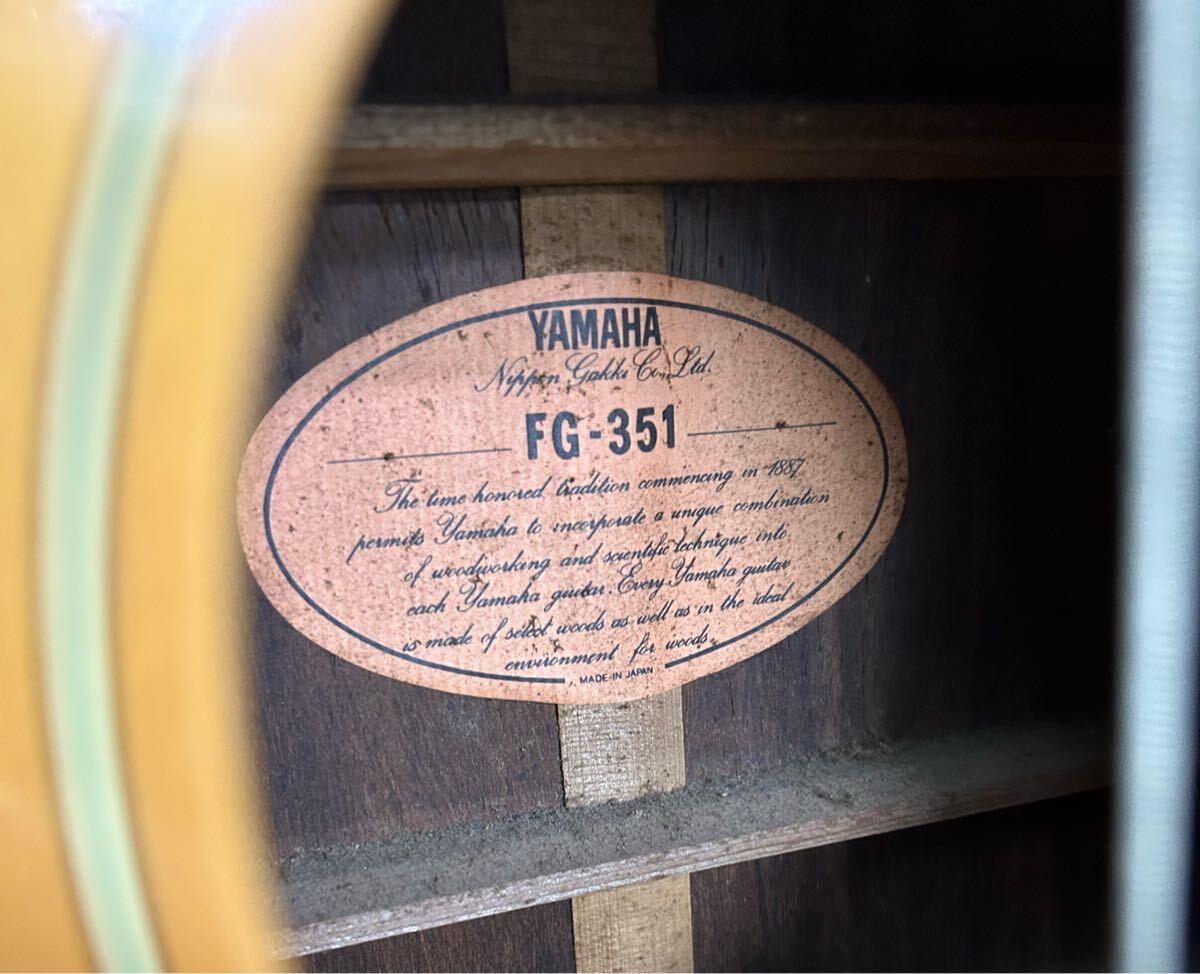 YAMAHA
Nippon Gakki Co., Ltd.
FG-351
The time honored tradition commencing in 1887,
permits Yamaha to incorporate a unique combination
of woodworking and scientific technique into
each Yamaha guitar. Every Yamaha guitar
is made of select woods as well as in the ideal
environment for woods.
MADE-IN JAPAN